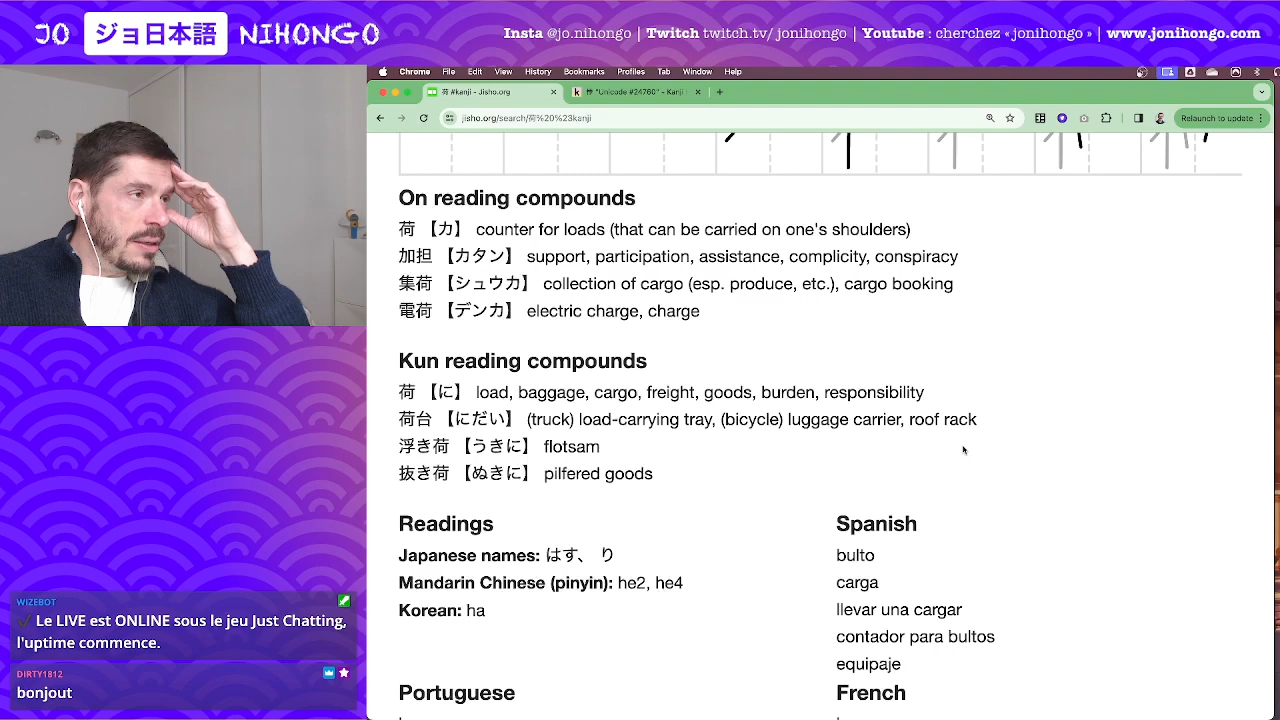 JO ジョ日本語 NIHONGO
Insta @jo.nihongo | Twitch twitch.tv/jonihongo | Youtube : cherchez «jonihongo» | www.jonihongo.com
Chrome File Edit View History Bookmarks Profiles Tab Window Help
荷 #kanji - Jisho.org
"Unicode #24760" - Kanji
jisho.org/search/荷%20%23kanji
Relaunch to update
On reading compounds
荷 【カ】 counter for loads (that can be carried on one's shoulders)
加担 【カタン】 support, participation, assistance, complicity, conspiracy
集荷 【シュウカ】 collection of cargo (esp. produce, etc.), cargo booking
電荷 【デンカ】 electric charge, charge
Kun reading compounds
荷 【に】 load, baggage, cargo, freight, goods, burden, responsibility
荷台 【にだい】 (truck) load-carrying tray, (bicycle) luggage carrier, roof rack
浮き荷 【うきに】 flotsam
抜き荷 【ぬきに】 pilfered goods
Readings
Japanese names: はす、 り
Mandarin Chinese (pinyin): he2, he4
Korean: ha
Spanish
bulto
carga
llevar una cargar
contador para bultos
equipaje
Portuguese
French
WIZEBOT
Le LIVE est ONLINE sous le jeu Just Chatting,
l'uptime commence.
DIRTY1812
bonjout